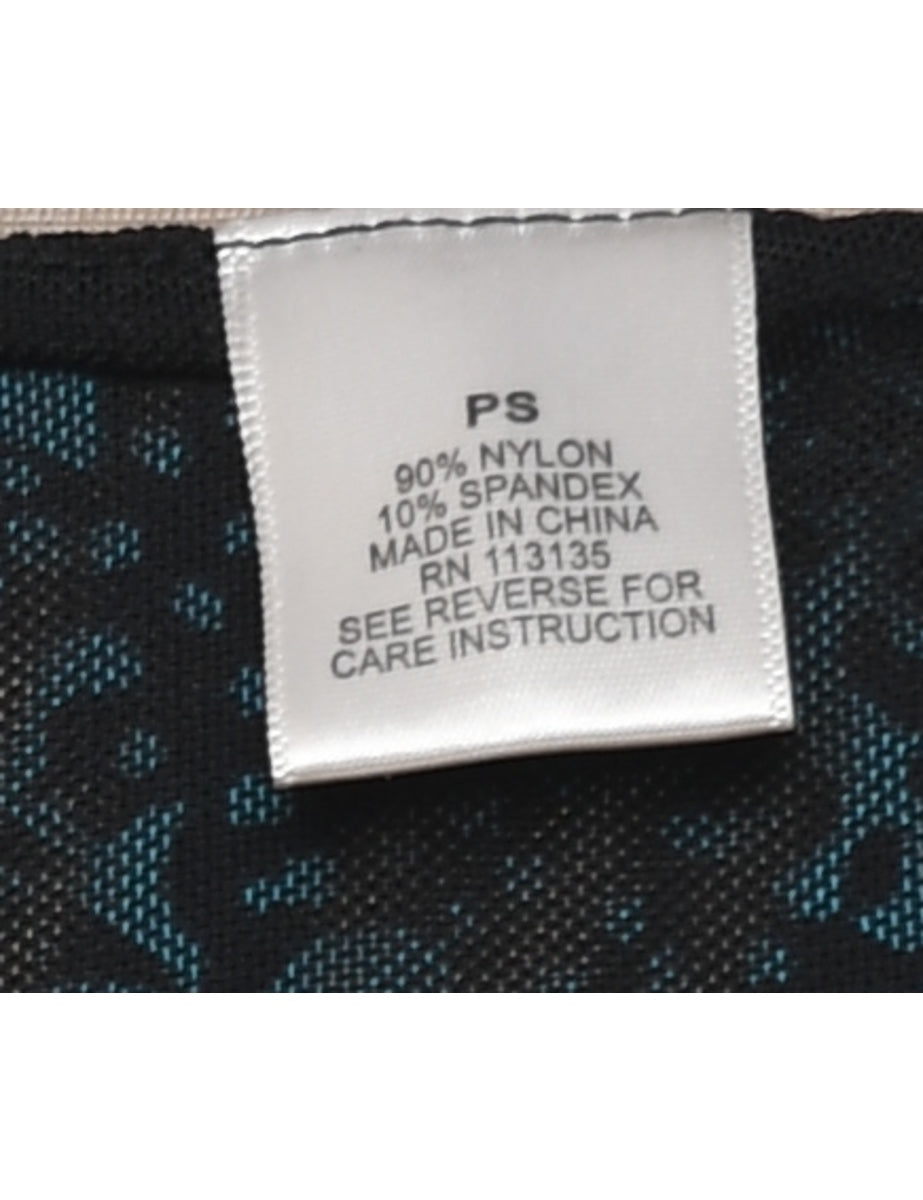 PS
90% NYLON
10% SPANDEX
MADE IN CHINA
RN 113135
SEE REVERSE FOR
CARE INSTRUCTION